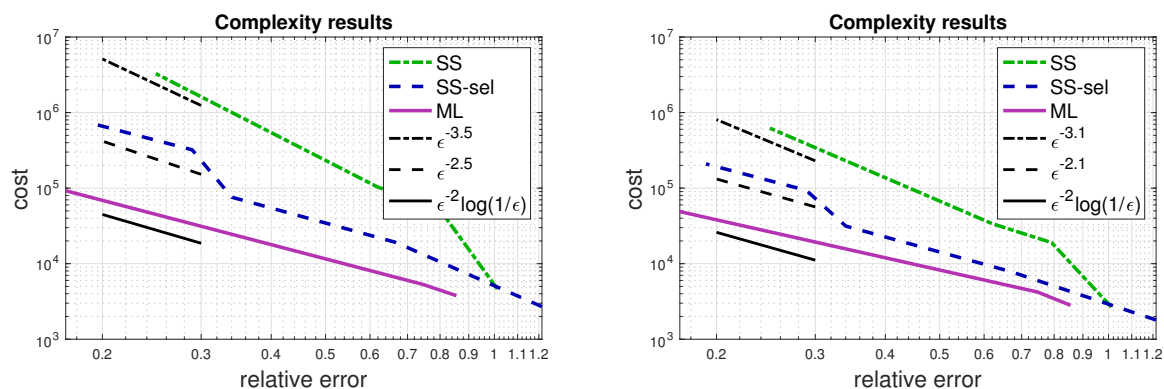 Complexity results
10^7
10^6
10^5
10^4
10^3
cost
SS
SS-sel
ML
ϵ^-3.5
ϵ^-2.5
ϵ^-2log(1/ϵ)
0.2 0.3 0.4 0.5 0.6 0.7 0.8 0.9 1 1.1 1.2
relative error
Complexity results
10^7
10^6
10^5
10^4
10^3
cost
SS
SS-sel
ML
ϵ^-3.1
ϵ^-2.1
ϵ^-2log(1/ϵ)
0.2 0.3 0.4 0.5 0.6 0.7 0.8 0.9 1 1.1 1.2
relative error